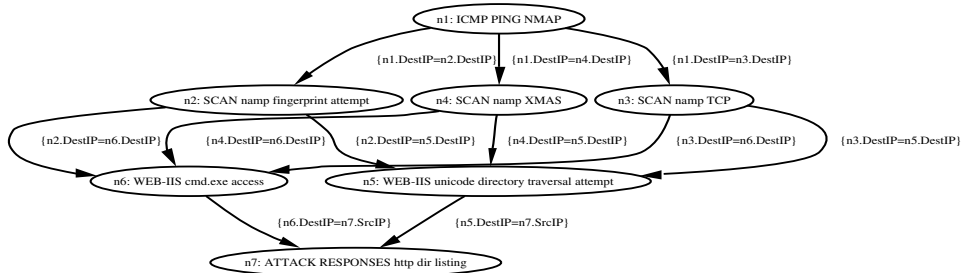 n1: ICMP PING NMAP
{n1.DestIP=n2.DestIP}
{n1.DestIP=n4.DestIP}
{n1.DestIP=n3.DestIP}
n2: SCAN namp fingerprint attempt
n4: SCAN namp XMAS
n3: SCAN namp TCP
{n2.DestIP=n6.DestIP}
{n4.DestIP=n6.DestIP}
{n2.DestIP=n5.DestIP}
{n4.DestIP=n5.DestIP}
{n3.DestIP=n6.DestIP}
{n3.DestIP=n5.DestIP}
n6: WEB-IIS cmd.exe access
n5: WEB-IIS unicode directory traversal attempt
{n6.DestIP=n7.SrcIP}
{n5.DestIP=n7.SrcIP}
n7: ATTACK RESPONSES http dir listing